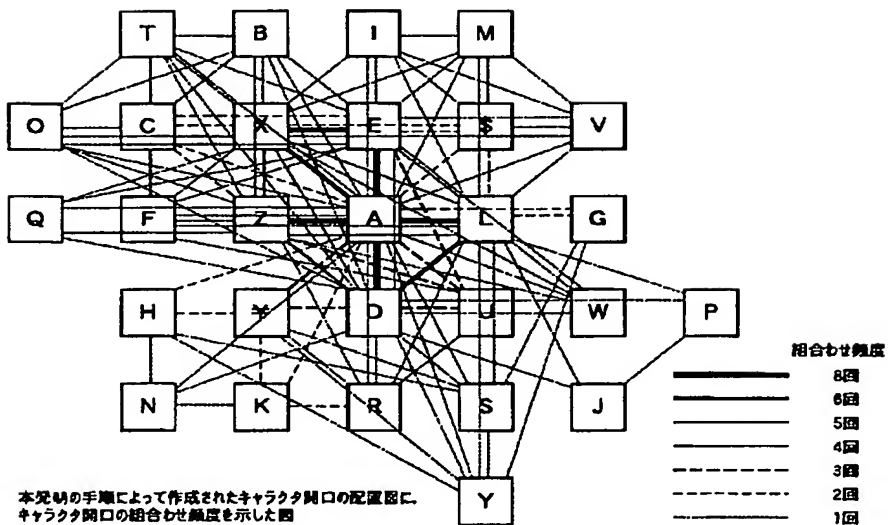 T B I M
O C X E $ V
Q F Z A L G
H ¥ D U W P
N K R S J
Y
組合わせ頻度
8回
6回
5回
4回
3回
2回
1回
本発明の手順によって作成されたキャラクタ開口の配置図に、
キャラクタ開口の組合わせ頻度を示した図